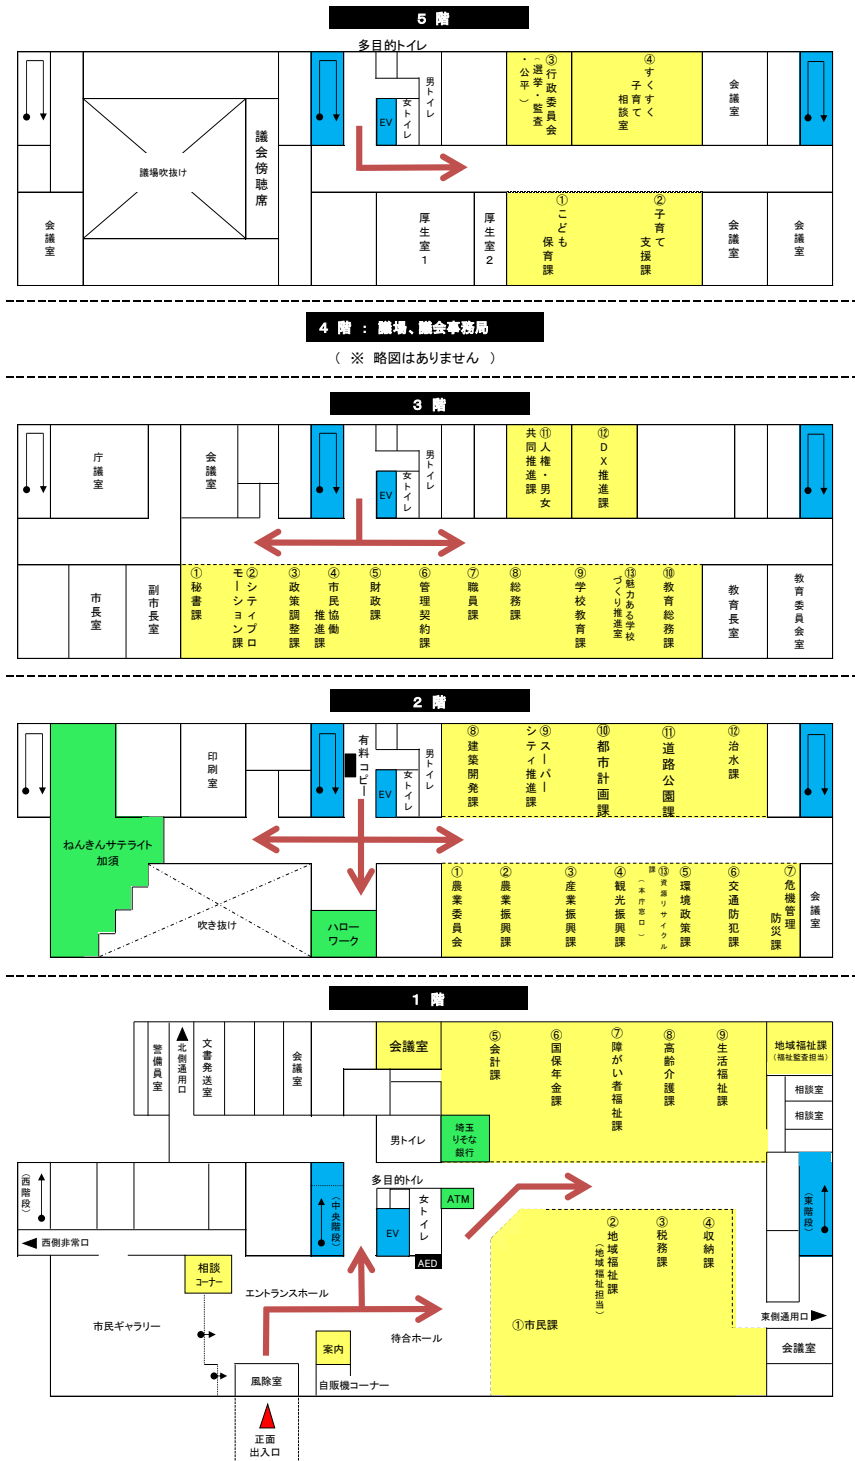 5 階
多目的トイレ
男トイレ
女トイレ
EV
③行政委員会
（選挙・監査
・公平）
④すくすく
子育て
相談室
会議室
議場吹抜け
議会傍聴席
会議室
厚生室1
厚生室2
①こども
保育課
②子育て
支援課
会議室
会議室
4 階 ： 議場、議会事務局
（ ※ 略図はありません ）
3 階
庁議室
会議室
EV
女トイレ
男トイレ
⑪人権・男女
共同推進課
⑫DX推進課
市長室
副市長室
①秘書課
②シティプロ
モーション課
③政策調整課
④市民協働
推進課
⑤財政課
⑥管理契約課
⑦職員課
⑧総務課
⑨学校教育課
⑬魅力ある学校
づくり推進室
⑩教育総務課
教育長室
教育委員会室
2 階
印刷室
有料コピー
EV
女トイレ
男トイレ
⑧建築開発課
⑨スーパー
シティ推進課
⑩都市計画課
⑪道路公園課
⑫治水課
ねんきんサテライト
加須
吹き抜け
ハロー
ワーク
①農業委員会
②農業振興課
③産業振興課
④観光振興課
⑬資源リサイクル
課
（本庁窓口）
⑤環境政策課
⑥交通防犯課
⑦危機管理
防災課
会議室
1 階
警備員室
北側通用口
文書発送室
会議室
会議室
⑤会計課
⑥国保年金課
⑦障がい者福祉課
⑧高齢介護課
⑨生活福祉課
地域福祉課
（福祉監査担当）
相談室
相談室
男トイレ
埼玉
りそな
銀行
（西階段）
（中央階段）
多目的トイレ
女トイレ
ATM
EV
AED
（東階段）
西側非常口
相談
コーナー
エントランスホール
市民ギャラリー
待合ホール
①市民課
②地域福祉課
（地域福祉担当）
③税務課
④収納課
東側通用口
会議室
案内
風除室
自販機コーナー
正面
出入口